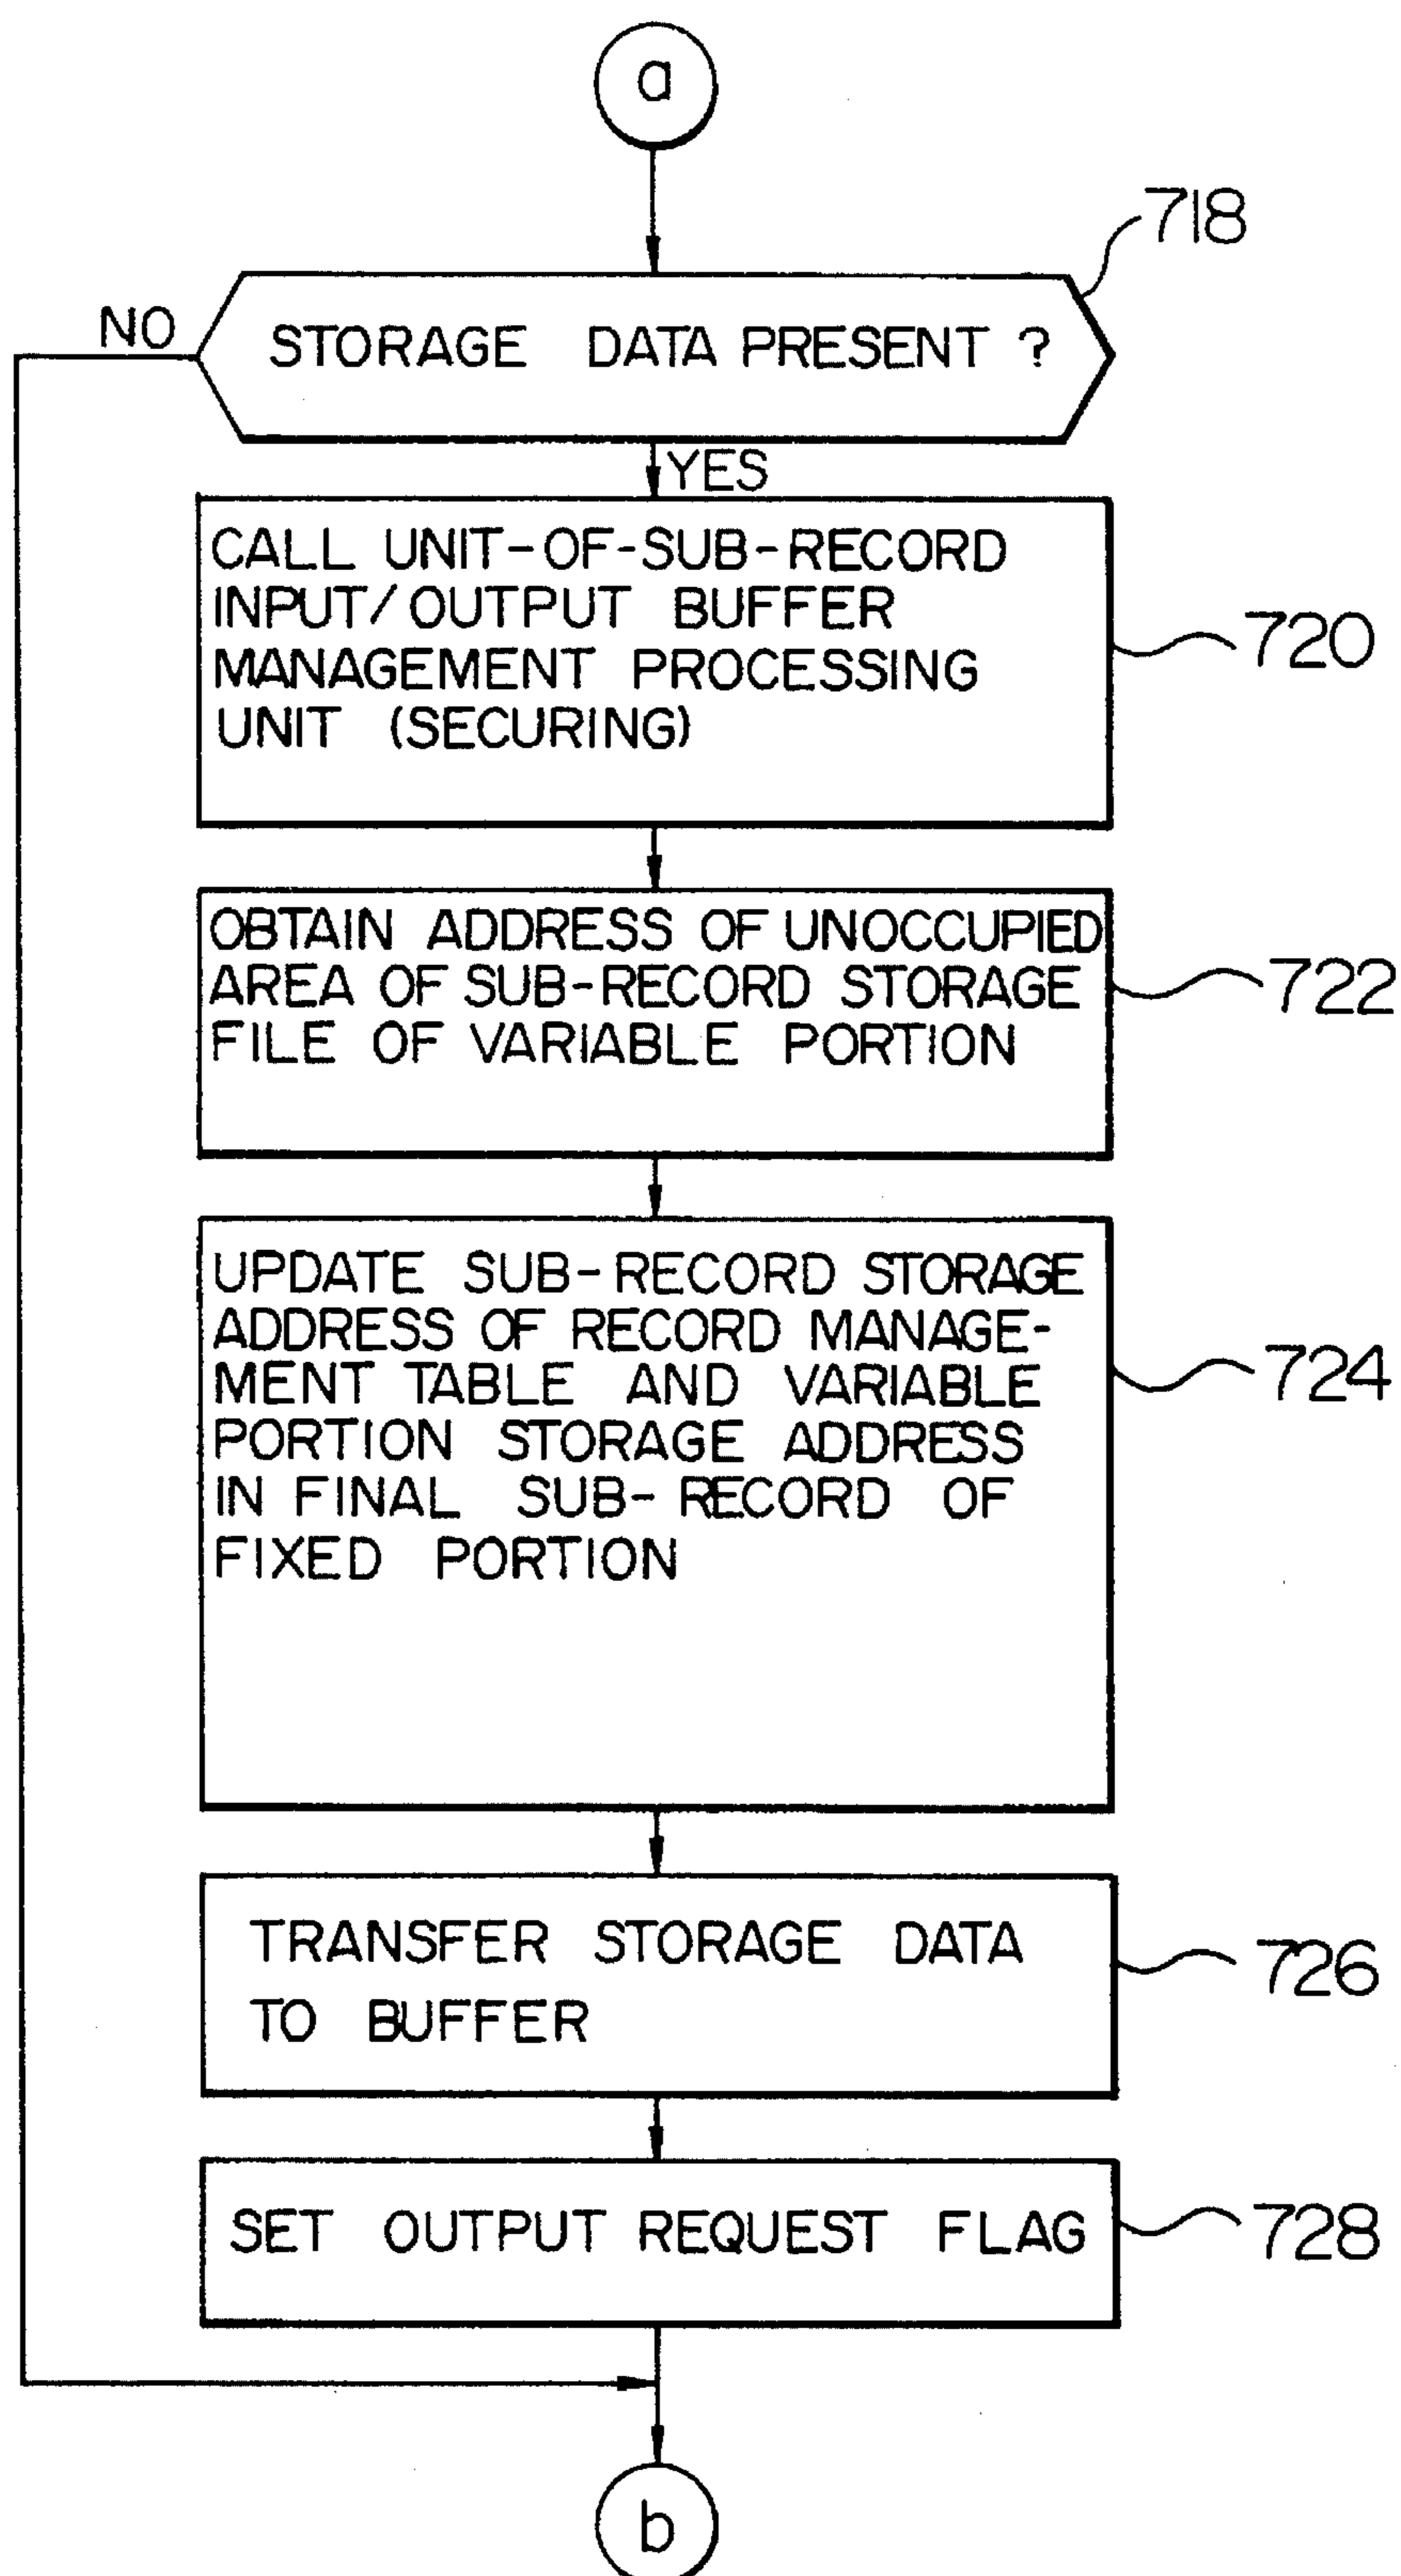 a
718
NO
STORAGE DATA PRESENT ?
YES
CALL UNIT-OF-SUB-RECORD
INPUT/OUTPUT BUFFER
MANAGEMENT PROCESSING
UNIT (SECURING)
720
OBTAIN ADDRESS OF UNOCCUPIED
AREA OF SUB-RECORD STORAGE
FILE OF VARIABLE PORTION
722
UPDATE SUB-RECORD STORAGE
ADDRESS OF RECORD MANAGE-
MENT TABLE AND VARIABLE
PORTION STORAGE ADDRESS
IN FINAL SUB-RECORD OF
FIXED PORTION
724
TRANSFER STORAGE DATA
TO BUFFER
726
SET OUTPUT REQUEST FLAG
728
b